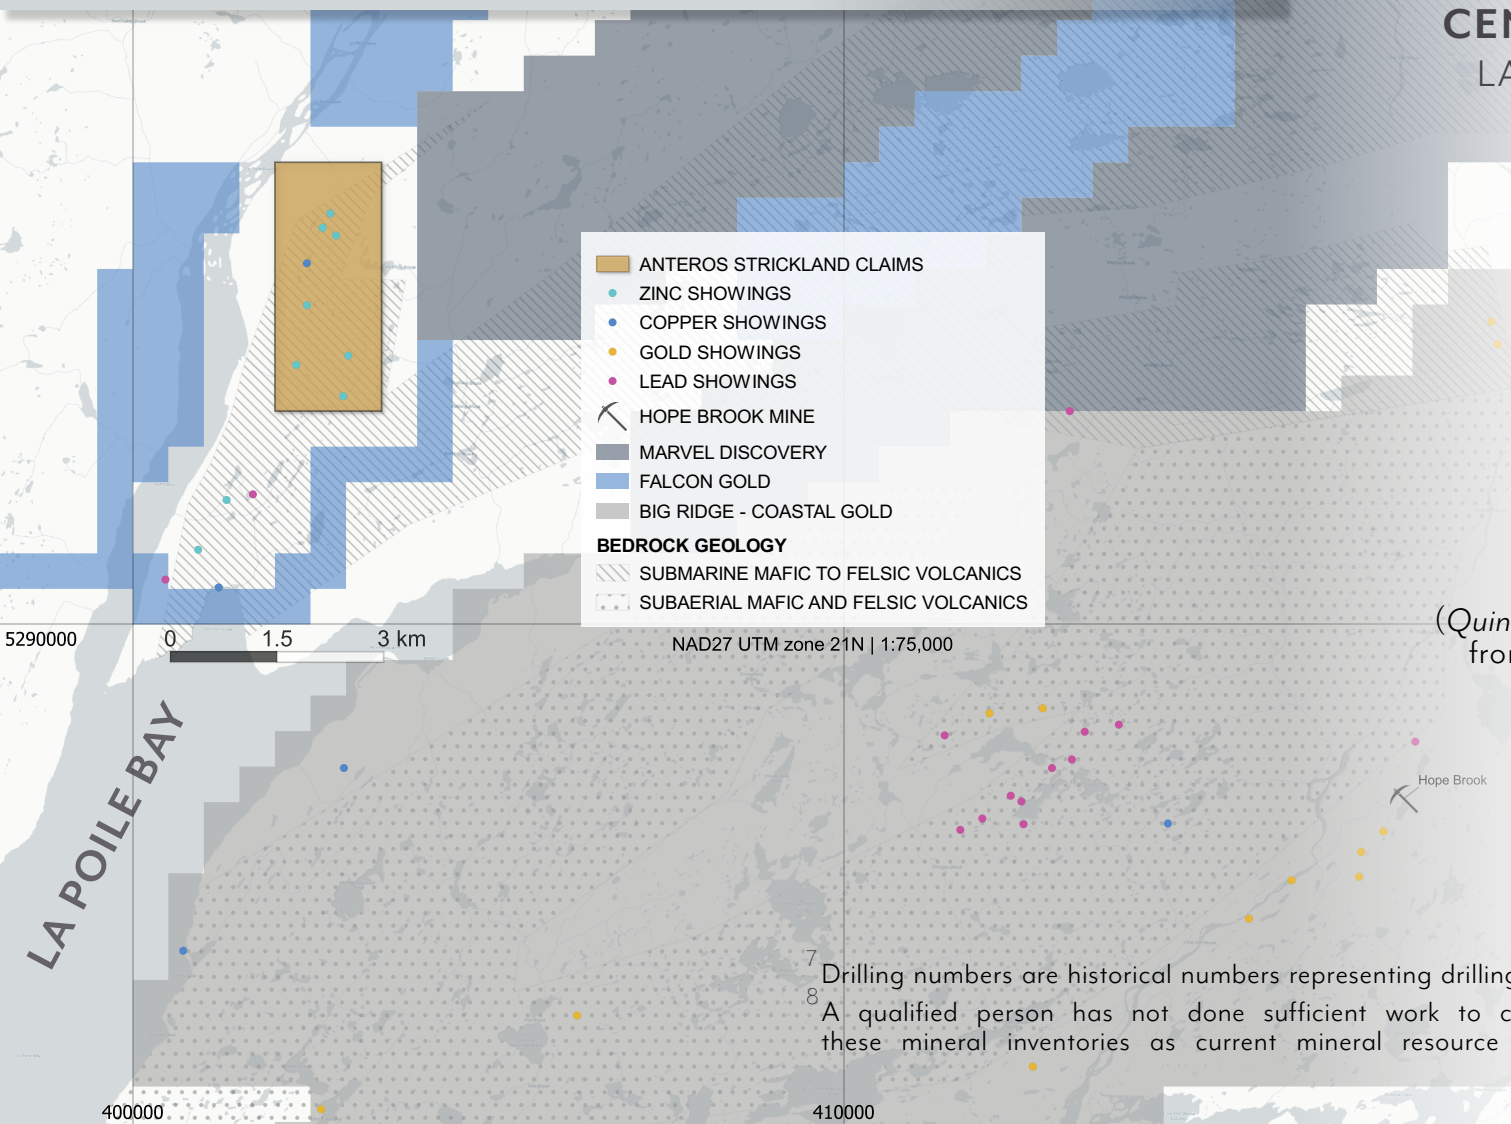 CEN
LA
ANTEROS STRICKLAND CLAIMS
ZINC SHOWINGS
COPPER SHOWINGS
GOLD SHOWINGS
LEAD SHOWINGS
HOPE BROOK MINE
MARVEL DISCOVERY
FALCON GOLD
BIG RIDGE - COASTAL GOLD
BEDROCK GEOLOGY
SUBMARINE MAFIC TO FELSIC VOLCANICS
SUBAERIAL MAFIC AND FELSIC VOLCANICS
5290000
0 1.5 3 km
NAD27 UTM zone 21N | 1:75,000
(Quin
fro
LA POILE BAY
Hope Brook
7
Drilling numbers are historical numbers representing drilling
8
A qualified person has not done sufficient work to c
these mineral inventories as current mineral resource
400000
410000